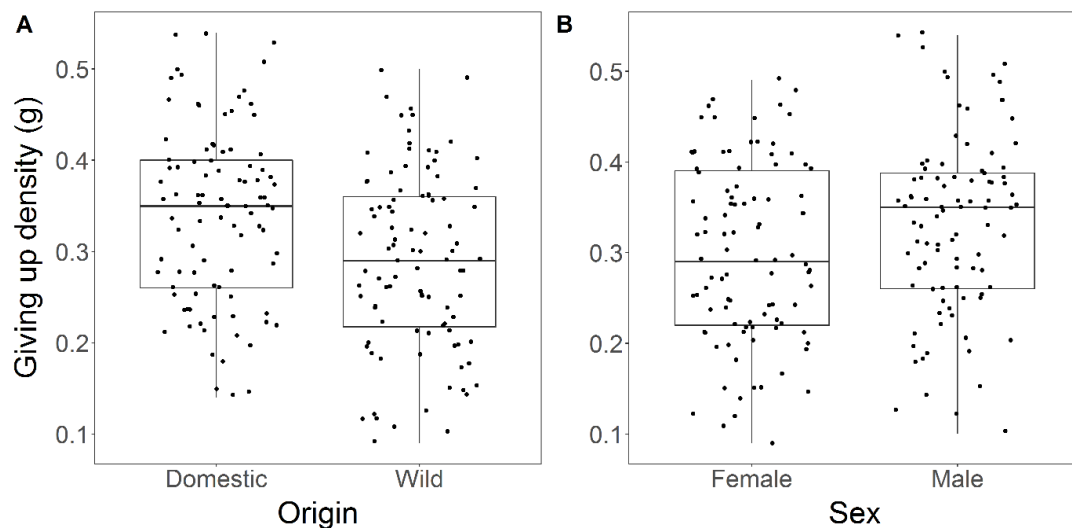 A
B
Giving up density (g)
0.5
0.4
0.3
0.2
0.1
0.5
0.4
0.3
0.2
0.1
Domestic Wild
Female Male
Origin
Sex